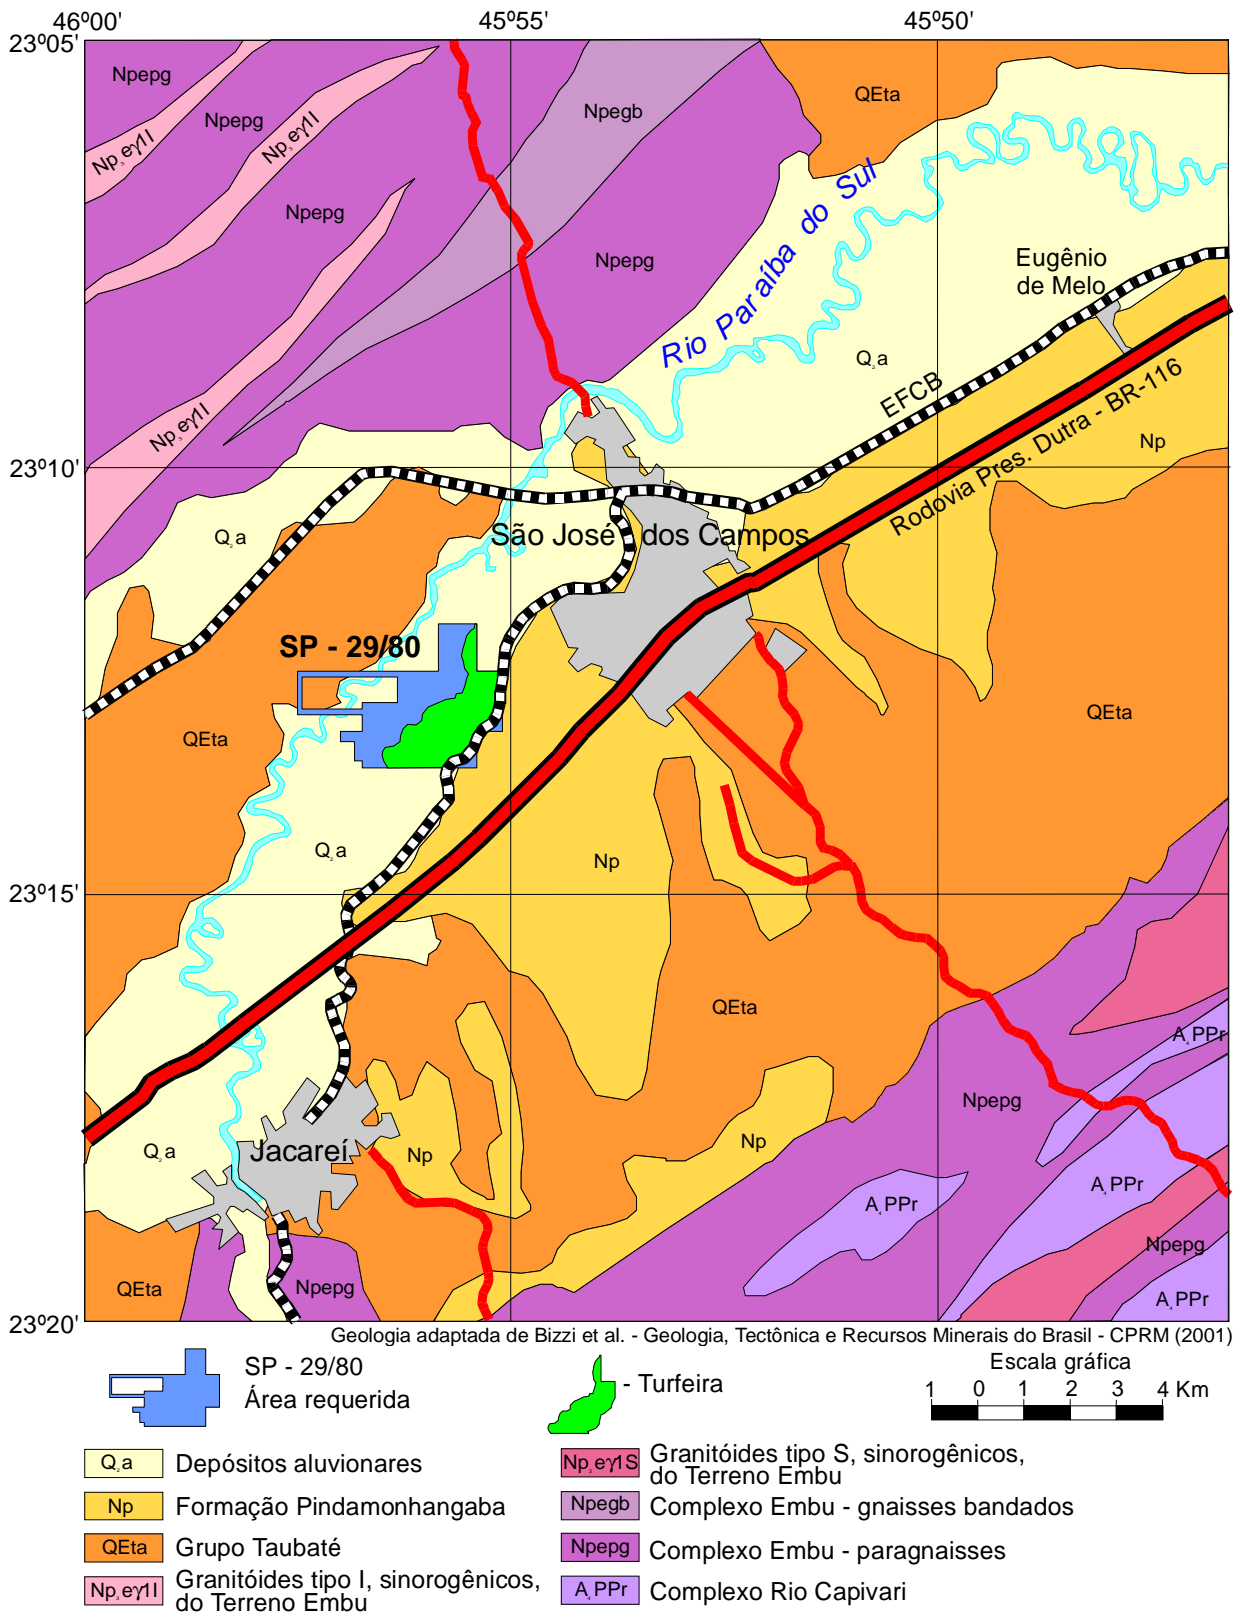 46º00'
45º55'
45º50'
23º05'
Npepg
Npegb
QEta
Npepg
Np₃eγ1I
Np₃eγ1I
Npepg
Npepg
Rio Paraíba do Sul
Eugênio
de Melo
Q₂a
EFCB
Np₃eγ1I
Rodovia Pres. Dutra - BR-116
Np
23º10'
Q₂a
São José dos Campos
SP - 29/80
QEta
QEta
Q₂a
Np
23º15'
QEta
A₄PPr
Npepg
Q₂a
Jacareí
Np
Np
A₄PPr
A₄PPr
Npepg
QEta
Npepg
A₄PPr
23º20'
Geologia adaptada de Bizzi et al. - Geologia, Tectônica e Recursos Minerais do Brasil - CPRM (2001)
SP - 29/80
Área requerida
- Turfeira
Escala gráfica
1 0 1 2 3 4 Km
Q₂a Depósitos aluvionares
Np Formação Pindamonhangaba
QEta Grupo Taubaté
Np₃eγ1I Granitóides tipo I, sinorogênicos,
do Terreno Embu
Np₃eγ1S Granitóides tipo S, sinorogênicos,
do Terreno Embu
Npegb Complexo Embu - gnaisses bandados
Npepg Complexo Embu - paragnaisses
A₄PPr Complexo Rio Capivari